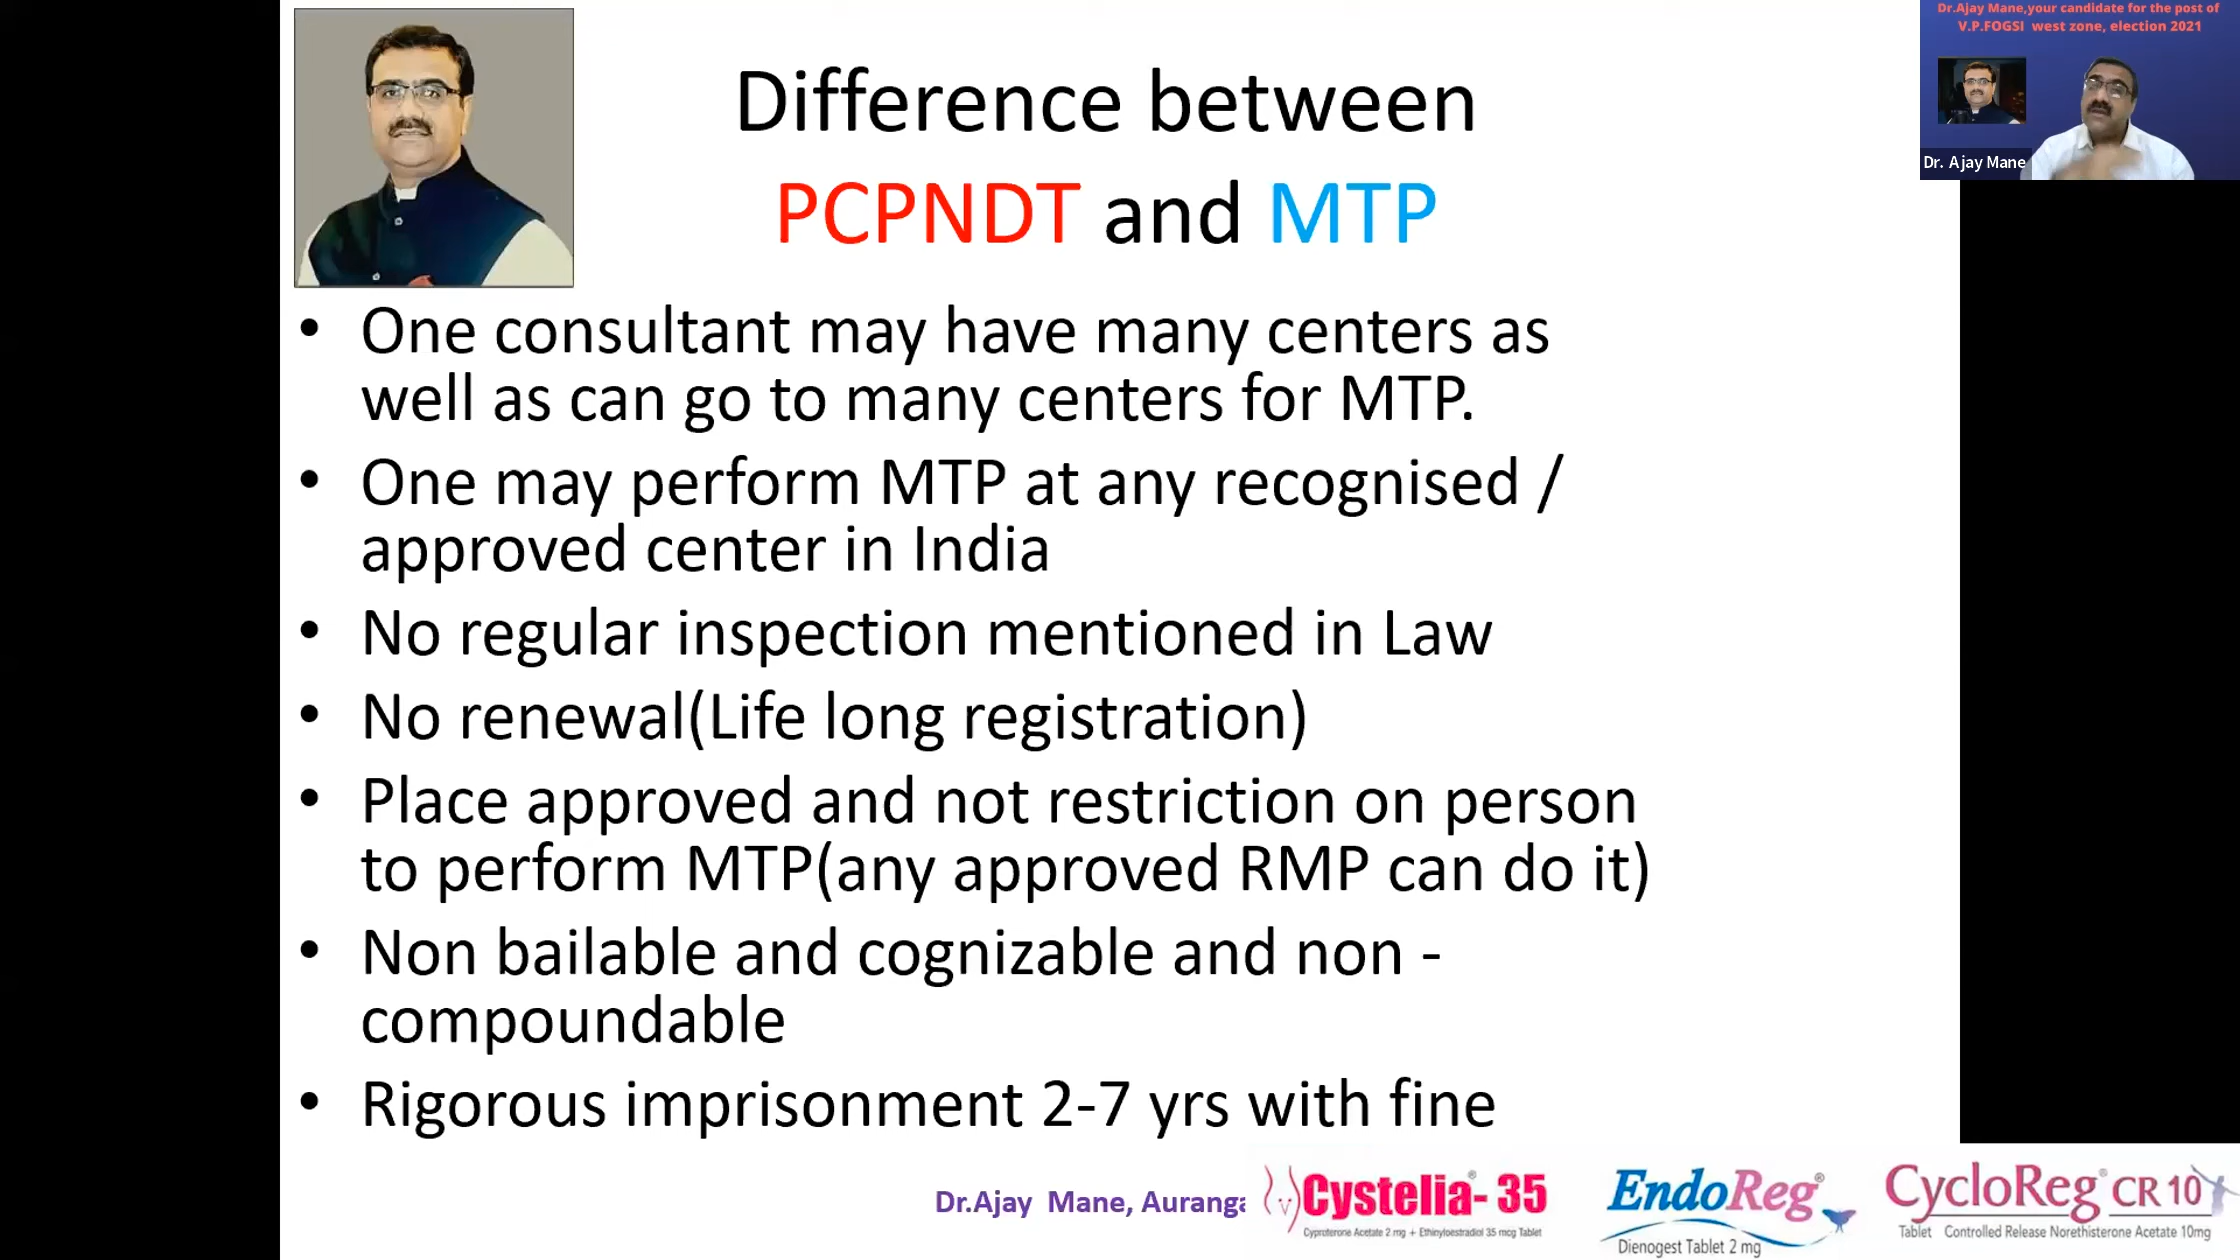 Dr.Ajay Mane,your candidate for the post of
V.P.FOGSI west zone, election 2021
Dr. Ajay Mane
Difference between
PCPNDT and MTP
• One consultant may have many centers as
well as can go to many centers for MTP.
• One may perform MTP at any recognised /
approved center in India
• No regular inspection mentioned in Law
• No renewal(Life long registration)
• Place approved and not restriction on person
to perform MTP(any approved RMP can do it)
• Non bailable and cognizable and non -
compoundable
• Rigorous imprisonment 2-7 yrs with fine
Dr.Ajay Mane, Auranga
Cystelia®- 35
Cyproterone Acetate 2 mg + Ethinyloestradiol 35 mcg Tablet
EndoReg®
Dienogest Tablet 2 mg
CycloReg® CR 10
Tablet Controlled Release Norethisterone Acetate 10mg